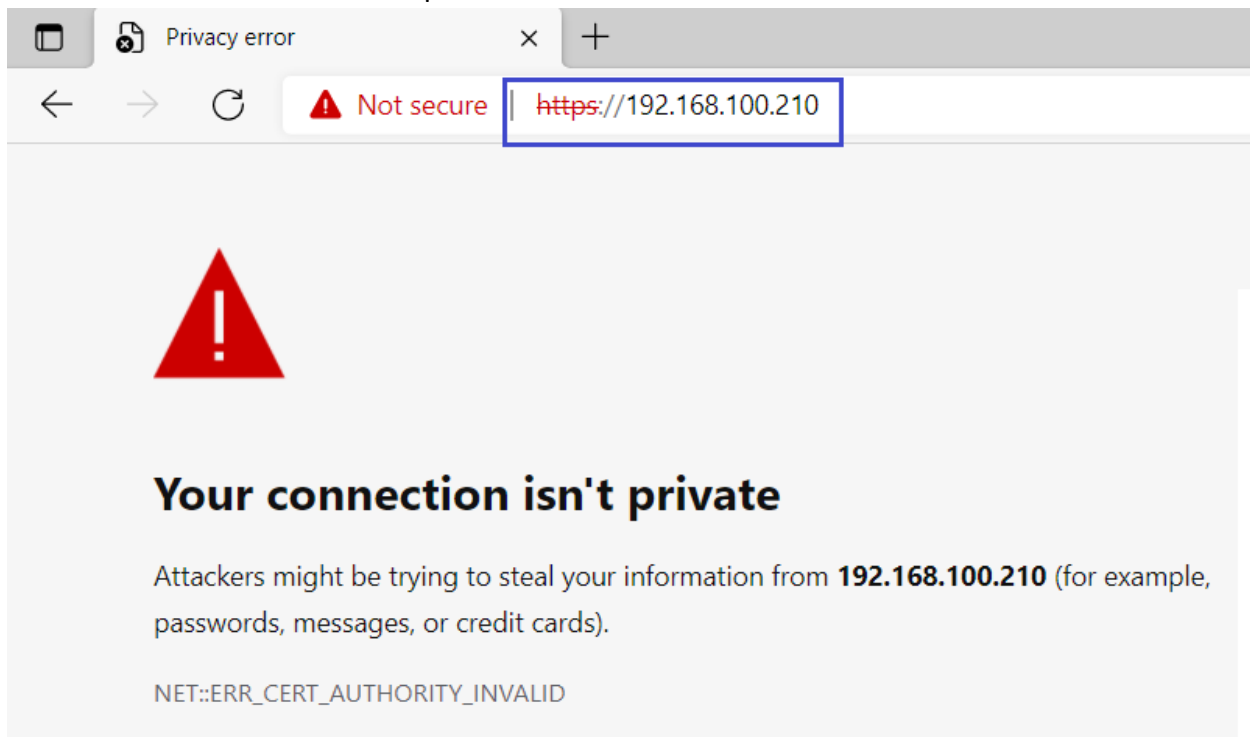 Privacy error
Not secure | https://192.168.100.210
Your connection isn't private
Attackers might be trying to steal your information from 192.168.100.210 (for example,
passwords, messages, or credit cards).
NET::ERR_CERT_AUTHORITY_INVALID